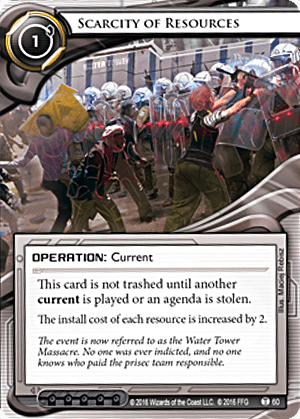 1
SCARCITY OF RESOURCES
OPERATION: Current
This card is not trashed until another
current is played or an agenda is stolen.
The install cost of each resource is increased by 2.
The event is now referred to as the Water Tower
Massacre. No one was ever indicted, and no one
knows who paid the prisec team responsible.
Illus. Maciej Rebisz
© 2016 Wizards of the Coast LLC. © 2016 FFG
60